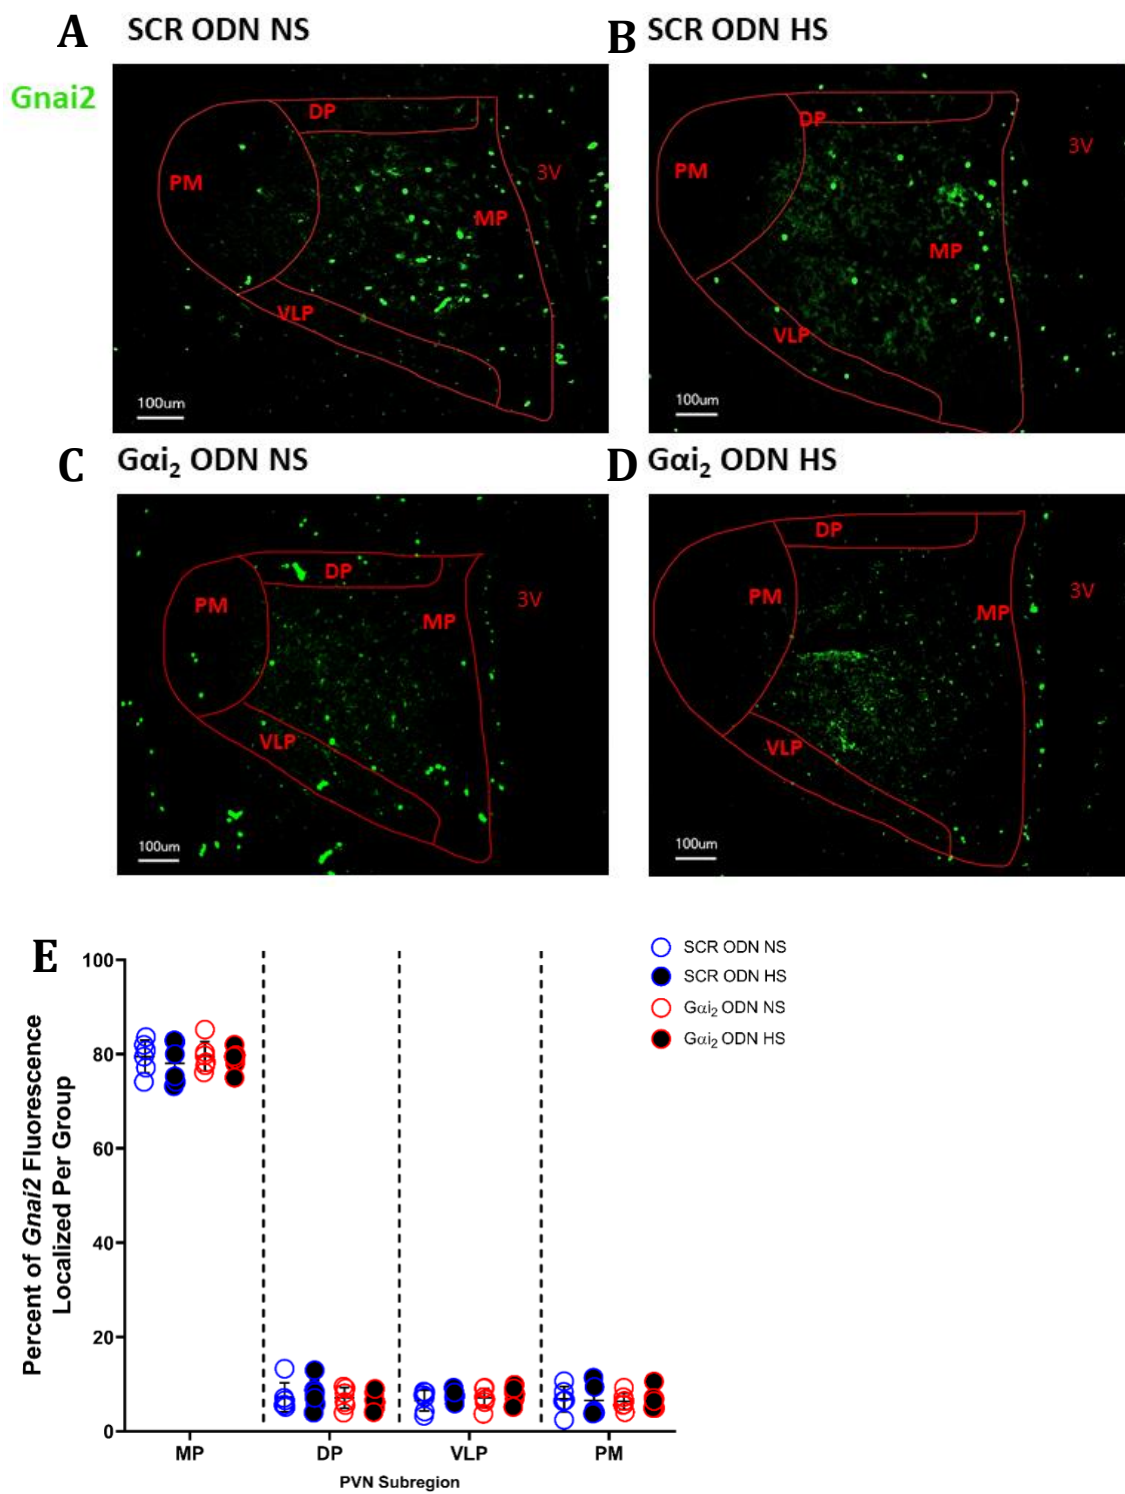 A SCR ODN NS
B SCR ODN HS
Gnai2
DP
PM
3V
MP
VLP
100um
DP
PM
3V
MP
VLP
100um
C Gαi₂ ODN NS
D Gαi₂ ODN HS
DP
PM
3V
MP
VLP
100um
DP
PM
3V
MP
VLP
100um
E
SCR ODN NS
SCR ODN HS
Gαi₂ ODN NS
Gαi₂ ODN HS
Percent of Gnai2 Fluorescence
Localized Per Group
100
80
60
40
20
0
MP DP VLP PM
PVN Subregion